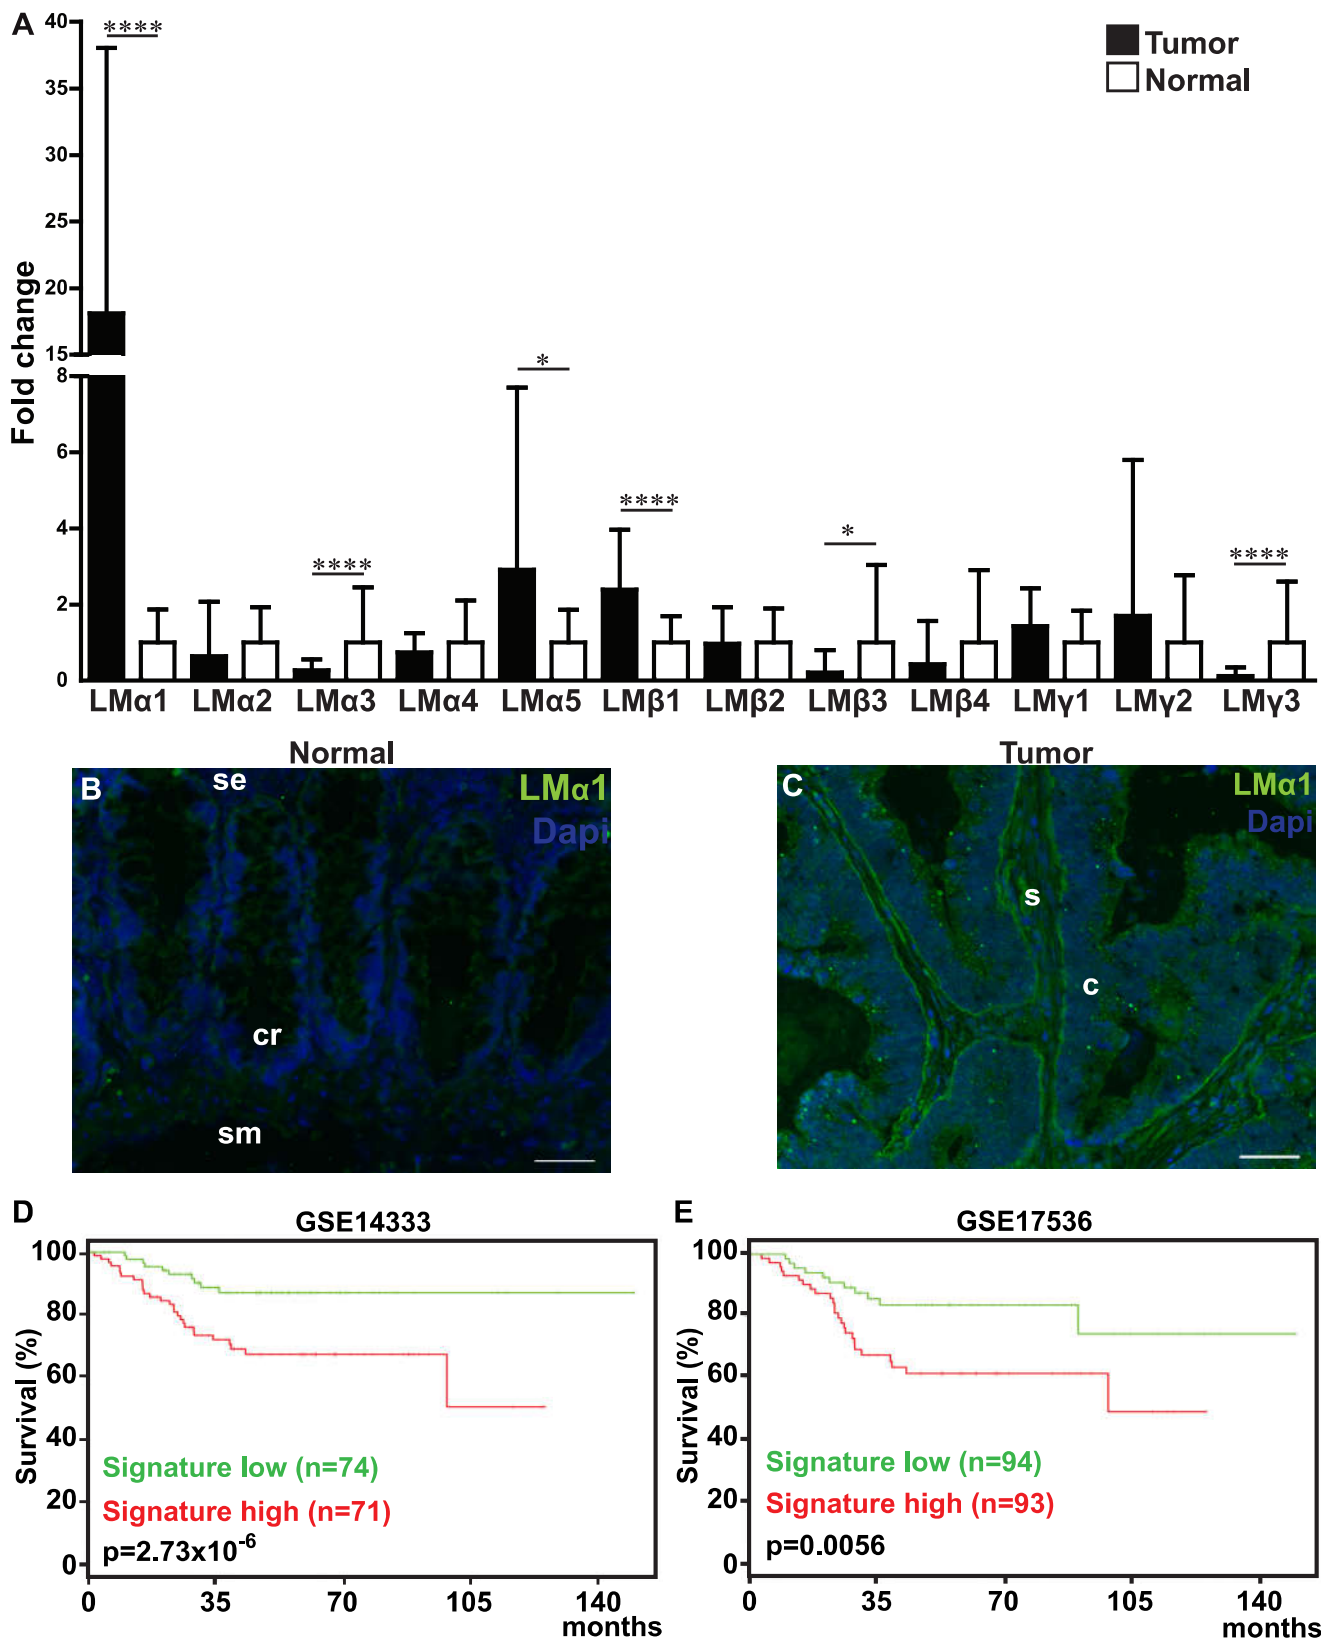 A
40
****
Tumor
Normal
35
30
25
20
15
8
6
4
2
0
Fold change
****
*
****
*
****
LMα1 LMα2 LMα3 LMα4 LMα5 LMβ1 LMβ2 LMβ3 LMβ4 LMγ1 LMγ2 LMγ3
Normal
B
se
LMα1
Dapi
cr
sm
Tumor
C
LMα1
Dapi
s
c
D
GSE14333
100
80
60
40
20
0
Survival (%)
Signature low (n=74)
Signature high (n=71)
p=2.73x10-6
0 35 70 105 140
months
E
GSE17536
100
80
60
40
20
0
Survival (%)
Signature low (n=94)
Signature high (n=93)
p=0.0056
0 35 70 105 140
months